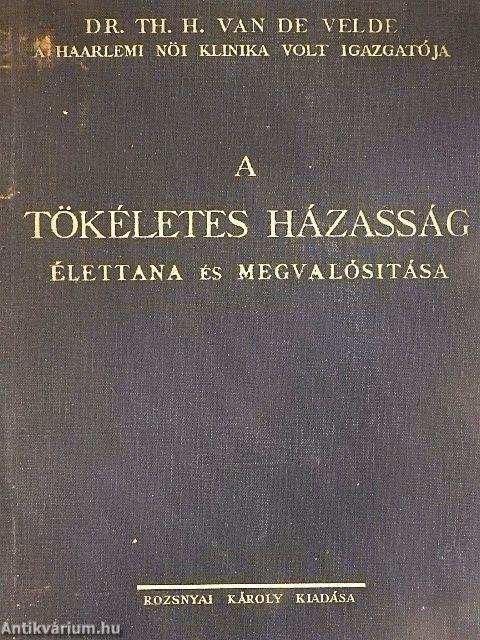 DR. TH. H. VAN DE VELDE
A HAARLEMI NÖI KLINIKA VOLT IGAZGATÓJA
A
TÖKÉLETES HÁZASSÁG
ÉLETTANA ÉS MEGVALÓSITÁSA
ROZSNYAI KÁROLY KIADÁSA
Antikvárium.hu